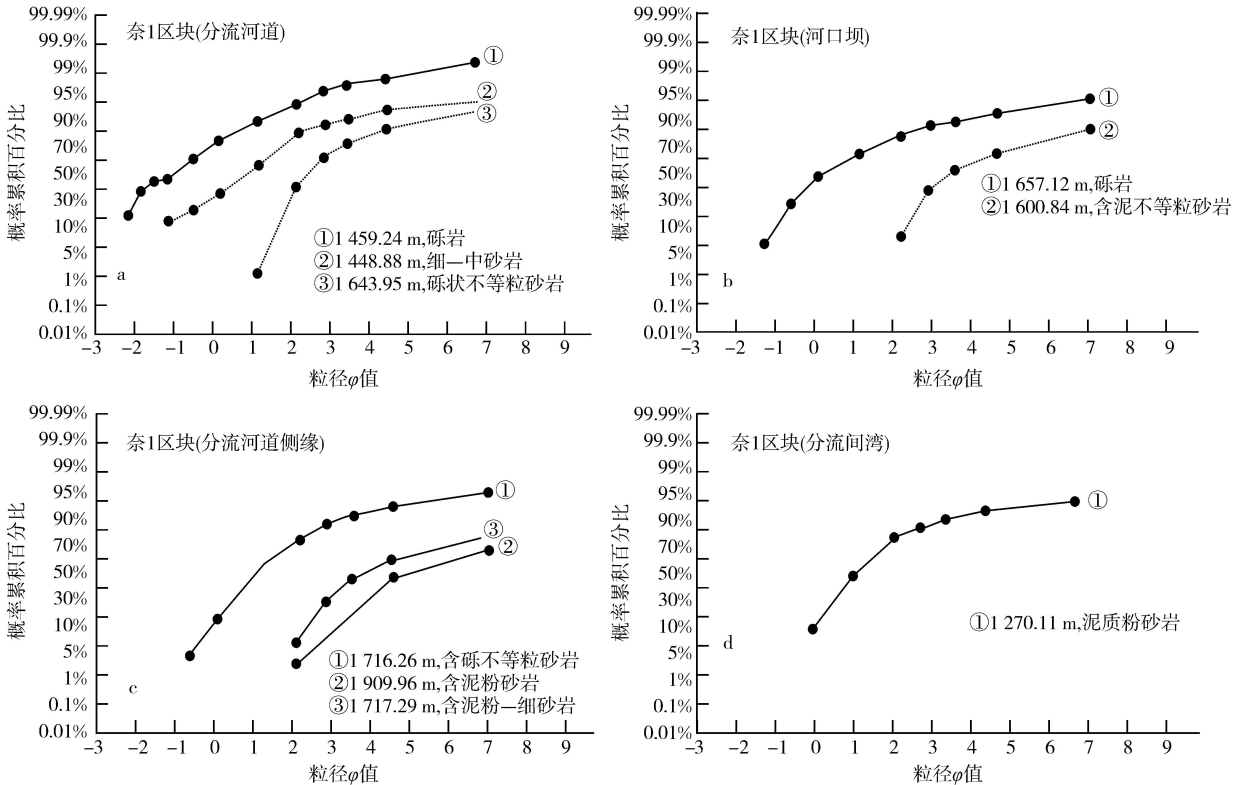 奈1区块(分流河道)
99.99%
99.9%
99%
95%
90%
70%
50%
30%
10%
5%
1%
0.1%
0.01%
概率累积百分比
①
②
③
①1 459.24 m,砾岩
②1 448.88 m,细—中砂岩
③1 643.95 m,砾状不等粒砂岩
a
-3 -2 -1 0 1 2 3 4 5 6 7 8 9
粒径φ值
奈1区块(河口坝)
99.99%
99.9%
99%
95%
90%
70%
50%
30%
10%
5%
1%
0.1%
0.01%
概率累积百分比
①
②
①1 657.12 m,砾岩
②1 600.84 m,含泥不等粒砂岩
b
-3 -2 -1 0 1 2 3 4 5 6 7 8 9
粒径φ值
奈1区块(分流河道侧缘)
99.99%
99.9%
99%
95%
90%
70%
50%
30%
10%
5%
1%
0.1%
0.01%
概率累积百分比
①
③
②
①1 716.26 m,含砾不等粒砂岩
②1 909.96 m,含泥粉砂岩
③1 717.29 m,含泥粉—细砂岩
c
-3 -2 -1 0 1 2 3 4 5 6 7 8 9
粒径φ值
奈1区块(分流间湾)
99.99%
99.9%
99%
95%
90%
70%
50%
30%
10%
5%
1%
0.1%
0.01%
概率累积百分比
①
①1 270.11 m,泥质粉砂岩
d
-3 -2 -1 0 1 2 3 4 5 6 7 8 9
粒径φ值